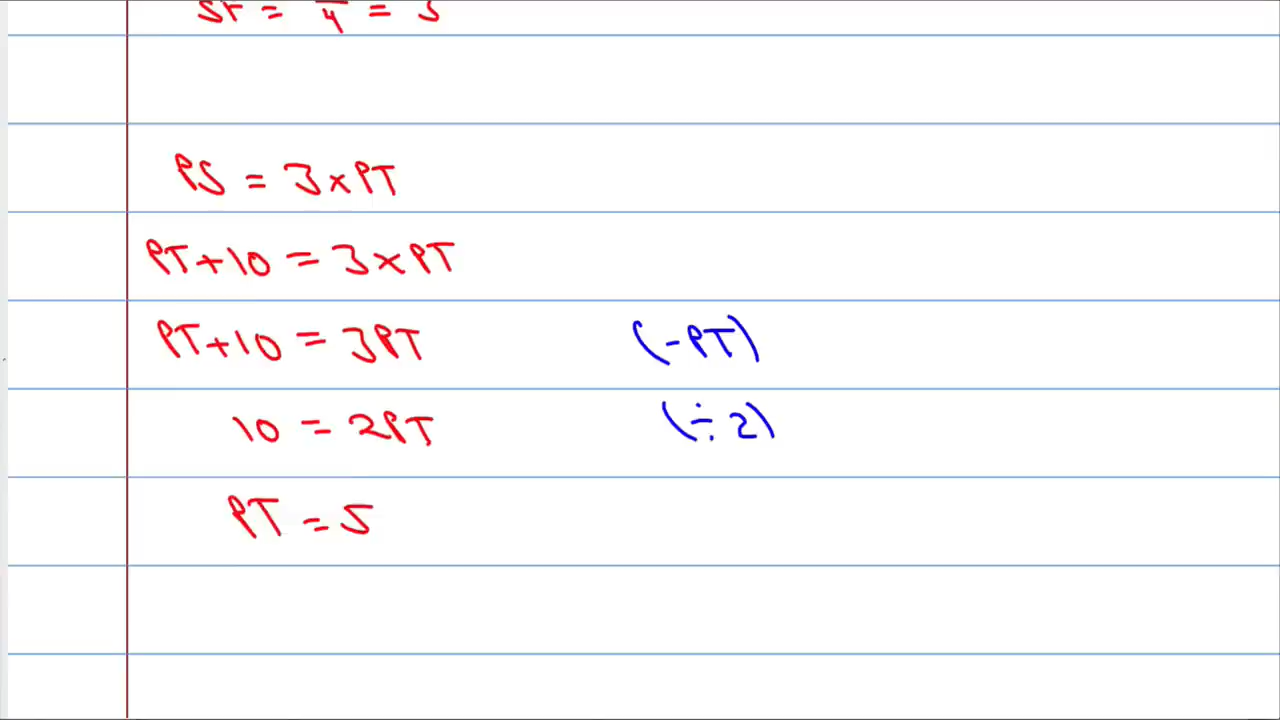 PS = 3 × PT
PT + 10 = 3 × PT
PT + 10 = 3PT (-PT)
10 = 2PT (÷ 2)
PT = 5